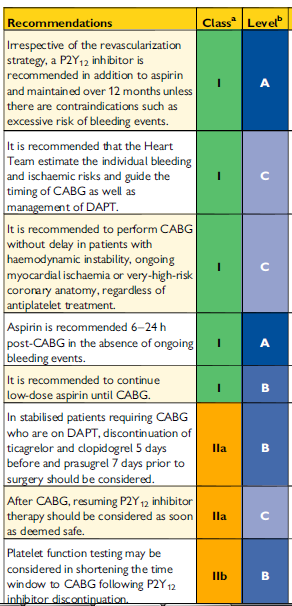 Recommendations Classᵃ Levelᵇ
Irrespective of the revascularization
strategy, a P2Y₁₂ inhibitor is
recommended in addition to aspirin
and maintained over 12 months unless
there are contraindications such as
excessive risk of bleeding events.
I A
It is recommended that the Heart
Team estimate the individual bleeding
and ischaemic risks and guide the
timing of CABG as well as
management of DAPT.
I C
It is recommended to perform CABG
without delay in patients with
haemodynamic instability, ongoing
myocardial ischaemia or very-high-risk
coronary anatomy, regardless of
antiplatelet treatment.
I C
Aspirin is recommended 6–24 h
post-CABG in the absence of ongoing
bleeding events.
I A
It is recommended to continue
low-dose aspirin until CABG.
I B
In stabilised patients requiring CABG
who are on DAPT, discontinuation of
ticagrelor and clopidogrel 5 days
before and prasugrel 7 days prior to
surgery should be considered.
IIa B
After CABG, resuming P2Y₁₂ inhibitor
therapy should be considered as soon
as deemed safe.
IIa C
Platelet function testing may be
considered in shortening the time
window to CABG following P2Y₁₂
inhibitor discontinuation.
IIb B